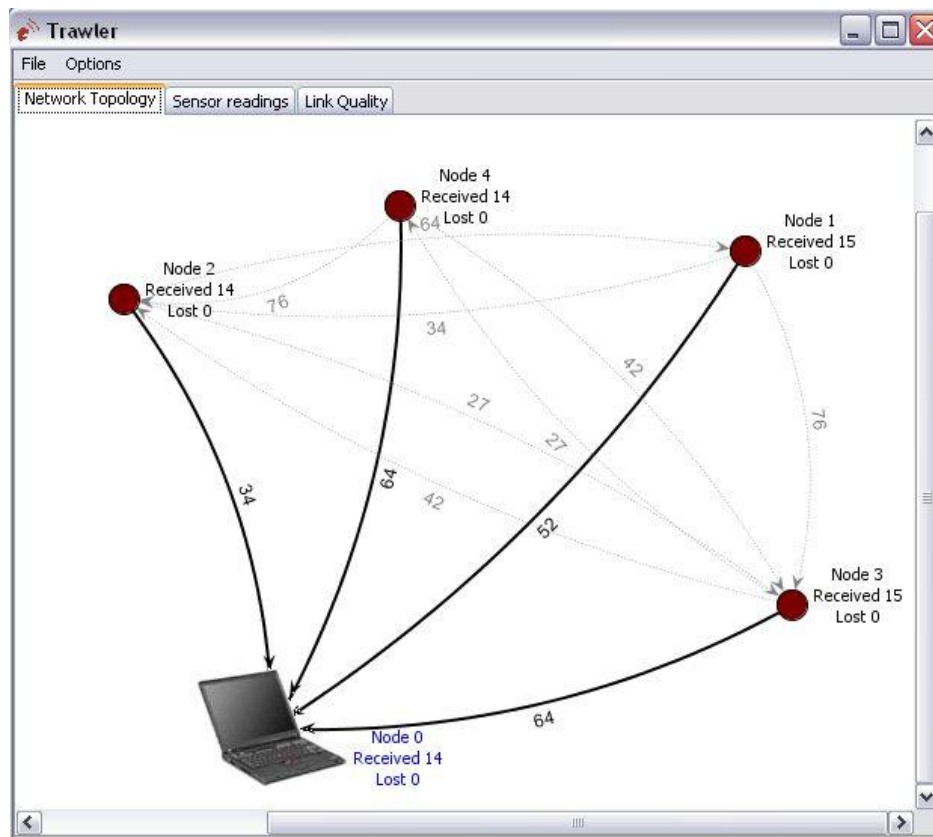 Trawler
File Options
Network Topology Sensor readings Link Quality
Node 4
Received 14
Lost 0
64
Node 1
Received 15
Lost 0
Node 2
Received 14
Lost 0
76
34
42
76
27
27
42
34
64
52
Node 3
Received 15
Lost 0
64
Node 0
Received 14
Lost 0